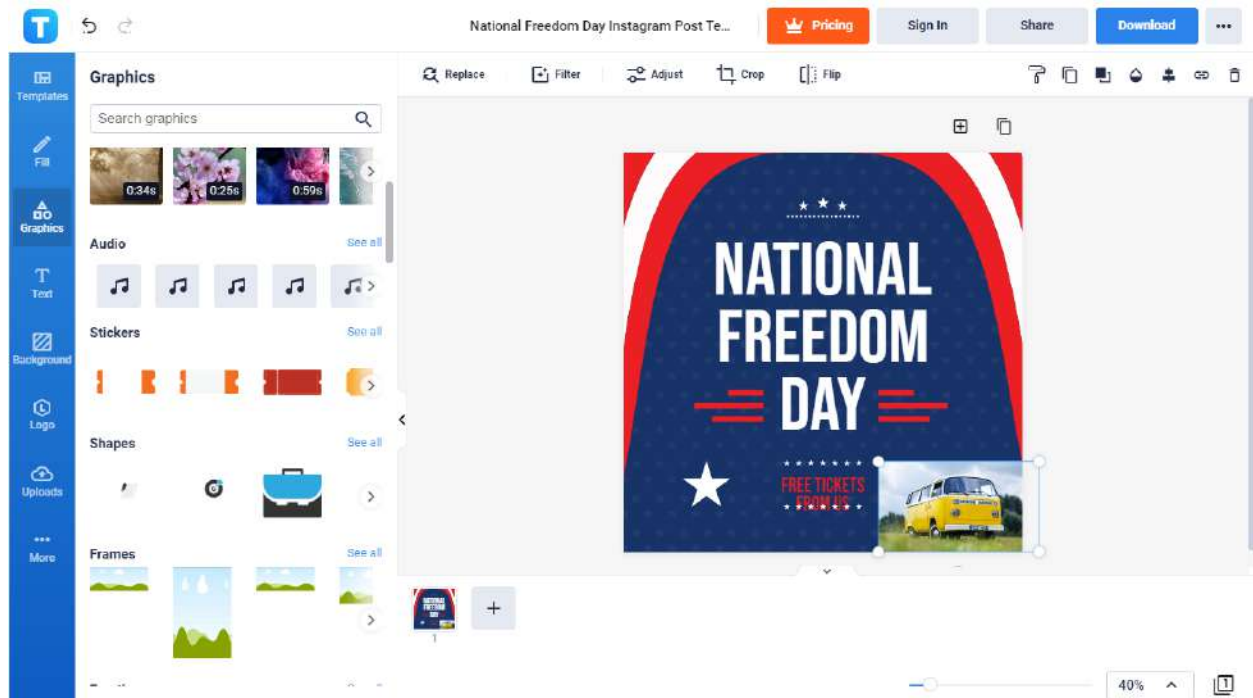 T
National Freedom Day Instagram Post Te...
Pricing
Sign In
Share
Download
Templates
Fill
Graphics
Text
Background
Logo
Uploads
More
Graphics
Search graphics
0:34s
0:25s
0:59s
Audio
See all
Stickers
See all
Shapes
See all
Frames
See all
Replace
Filter
Adjust
Crop
Flip
NATIONAL
FREEDOM
DAY
FREE TICKETS
FROM US
1
40%
1